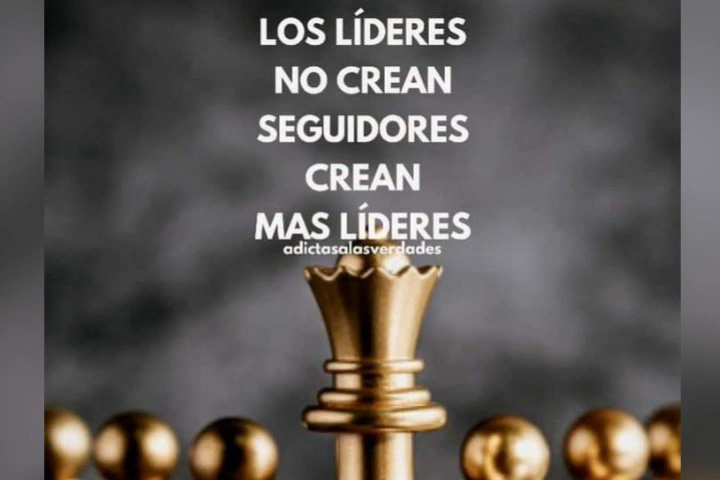 LOS LÍDERES
NO CREAN
SEGUIDORES
CREAN
MAS LÍDERES
adictasalasverdades